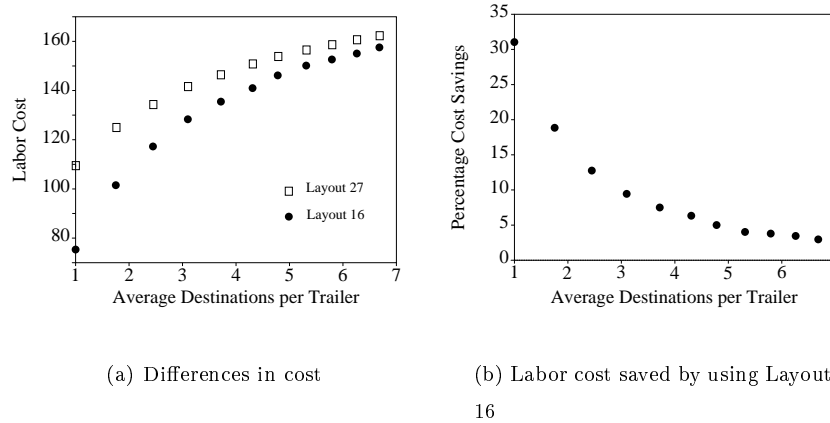 160
140
120
100
80
Labor Cost
Layout 27
Layout 16
1 2 3 4 5 6 7
Average Destinations per Trailer
(a) Differences in cost
35
30
25
20
15
10
5
0
Percentage Cost Savings
1 2 3 4 5 6
Average Destinations per Trailer
(b) Labor cost saved by using Layout
16